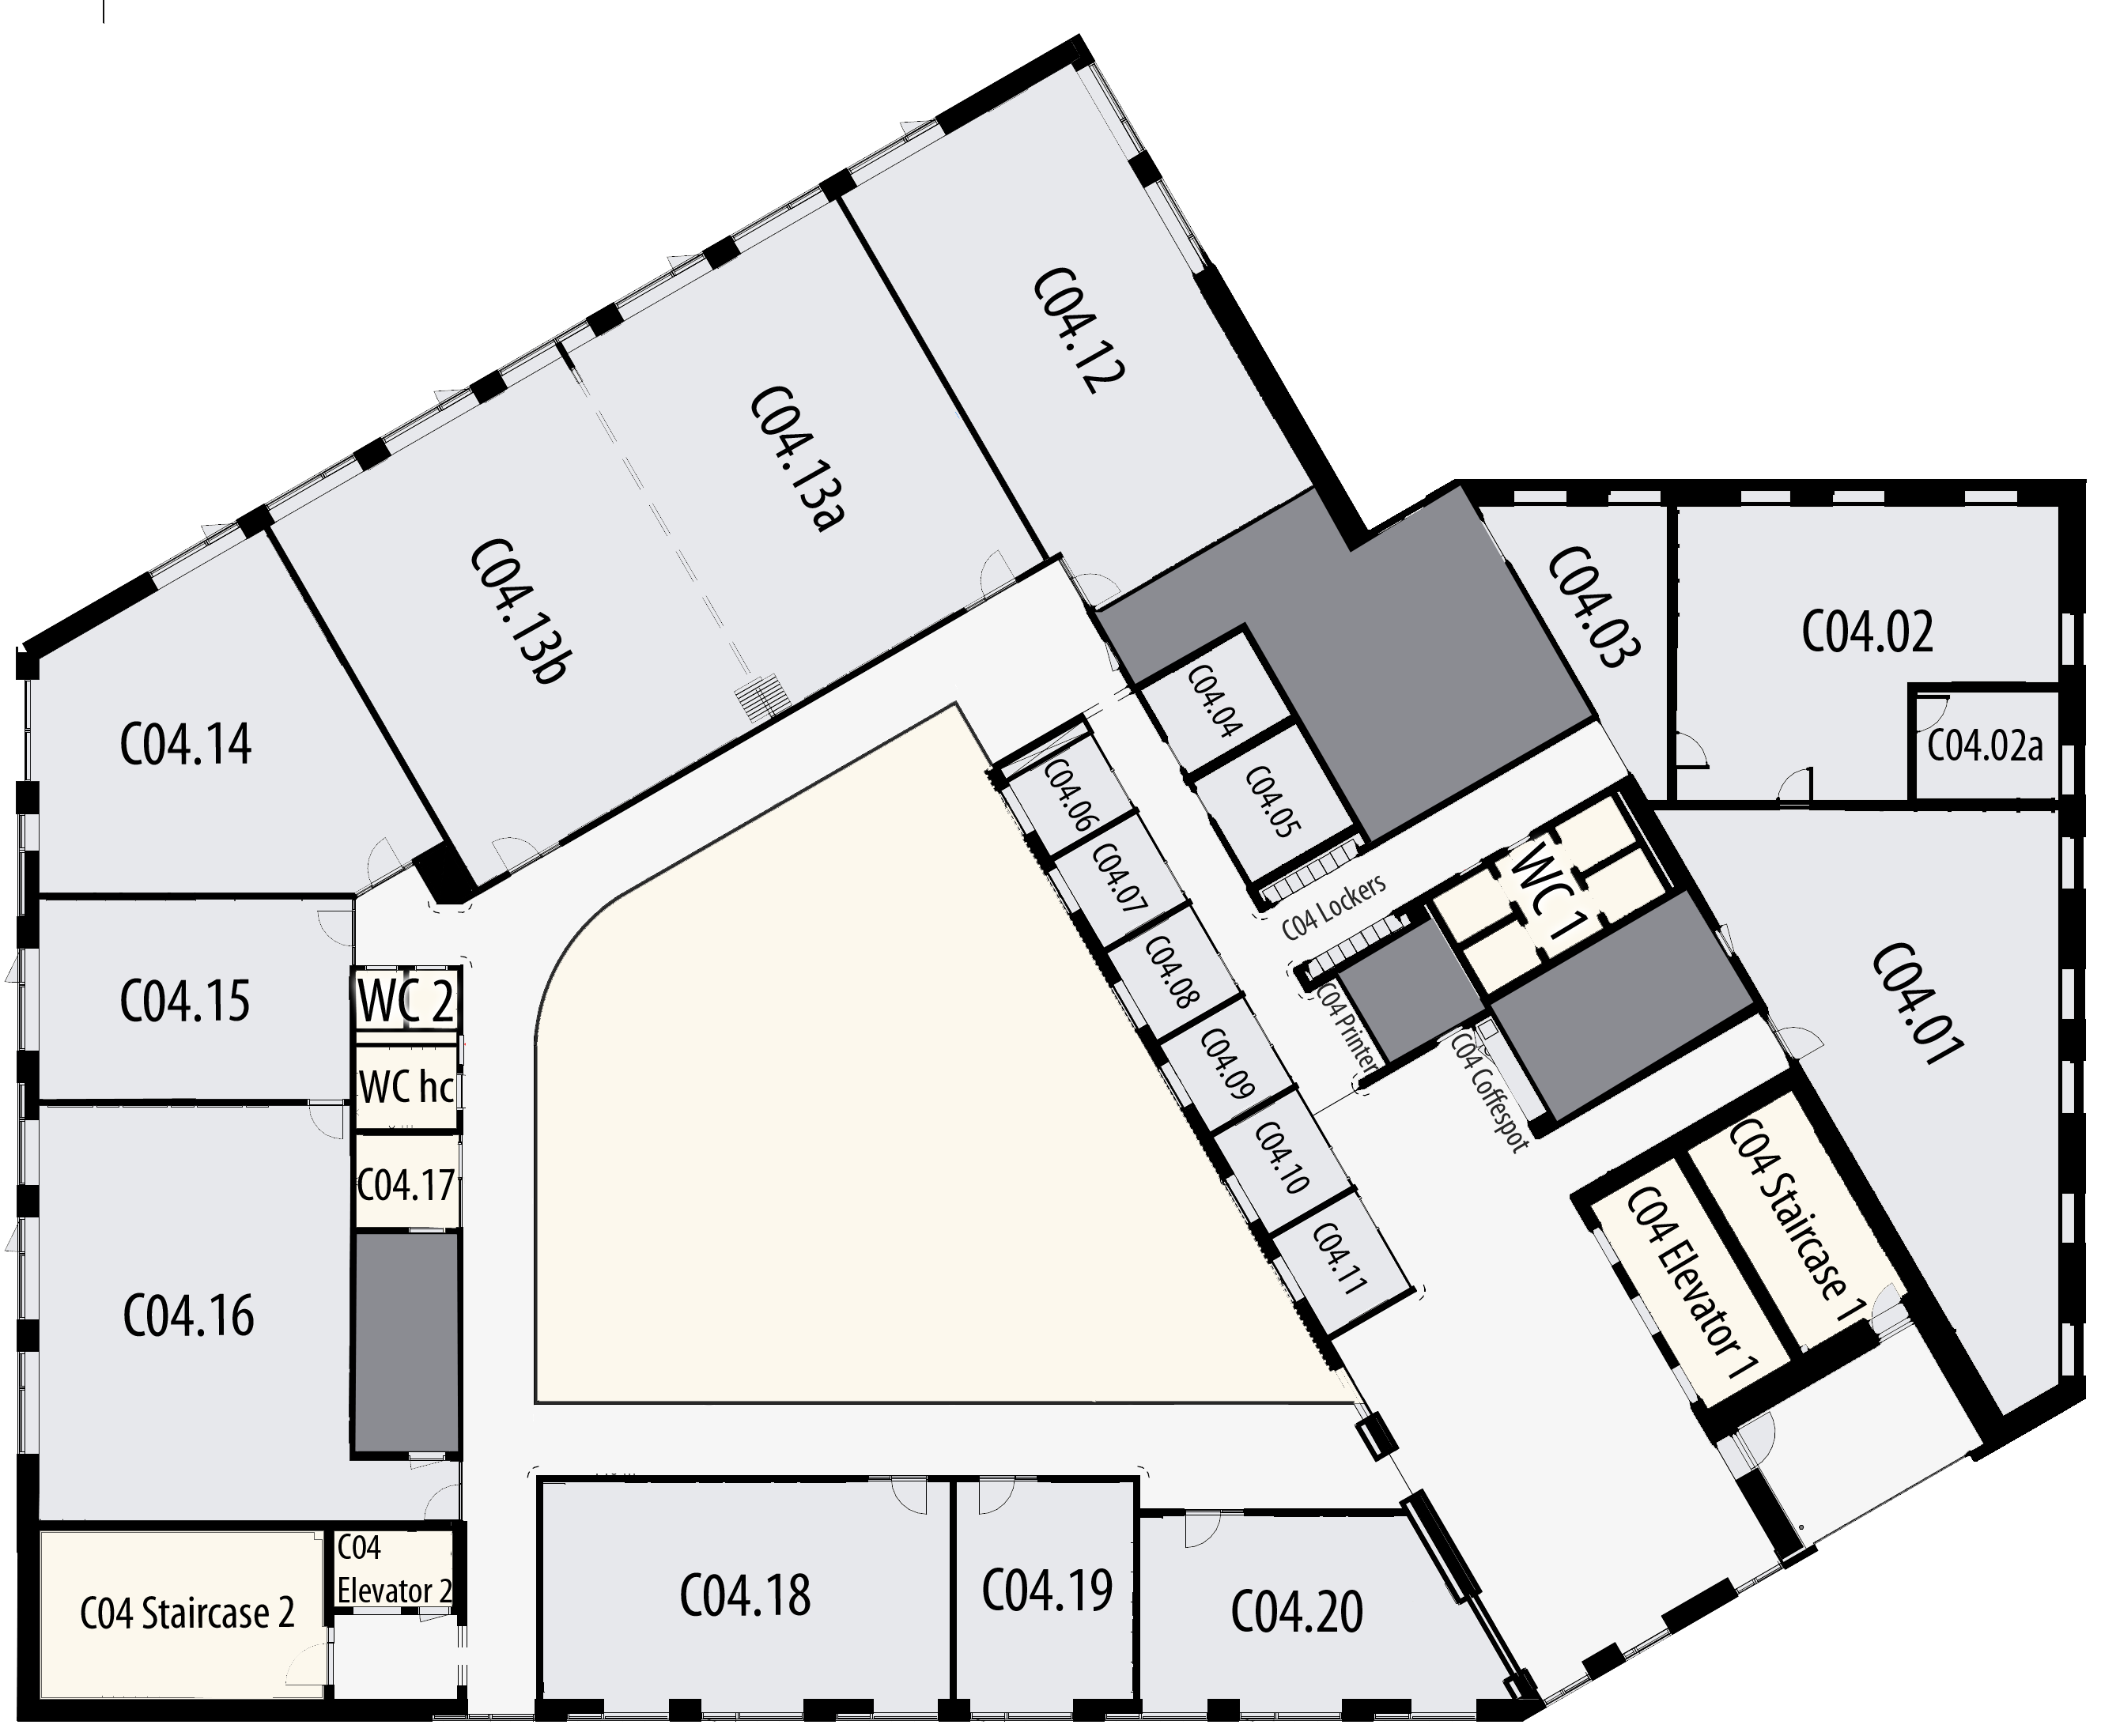 C04.12
C04.13a
C04.13b
C04.03
C04.02
C04.02a
C04.14
C04.04
C04.05
C04.06
C04.07
C04.08
C04.09
C04.10
C04.11
C04 Lockers
WC 1
C04 Printer
C04 Coffespot
C04.01
C04.15
WC 2
WC hc
C04.17
C04.16
C04 Staircase 1
C04 Elevator 1
C04
Elevator 2
C04 Staircase 2
C04.18
C04.19
C04.20